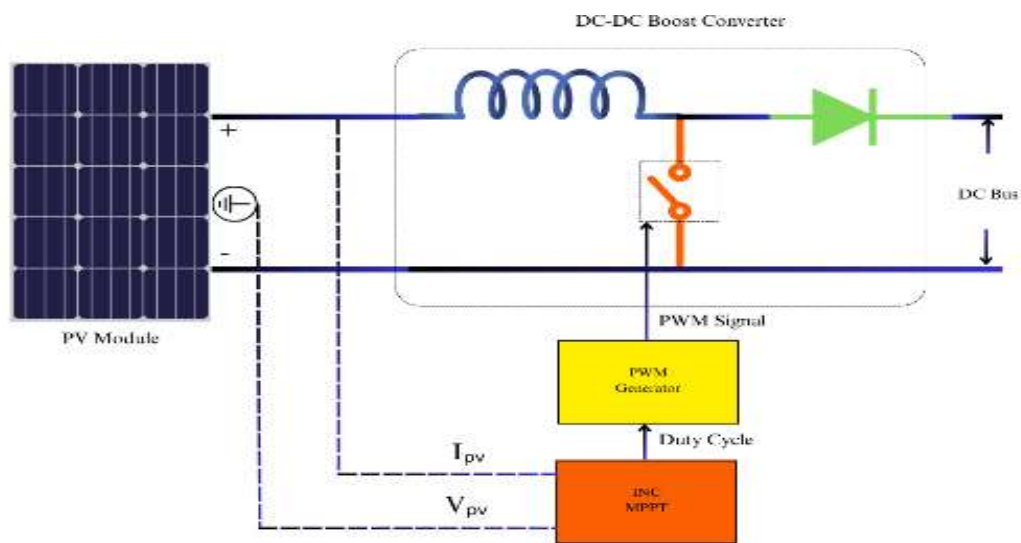 DC-DC Boost Converter
+
DC Bus
-
PV Module
PWM Signal
PWM
Generator
Duty Cycle
Ipv
INC
MPPT
Vpv